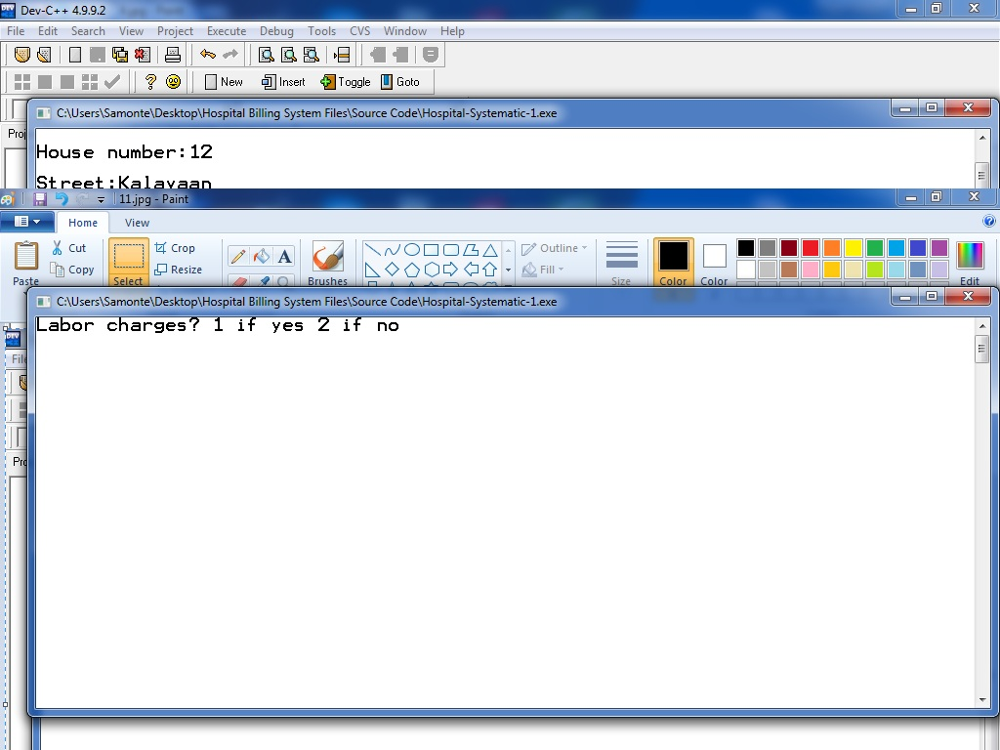 Dev-C++ 4.9.9.2
File Edit Search View Project Execute Debug Tools CVS Window Help
New Insert Toggle Goto
C:\Users\Samonte\Desktop\Hospital Billing System Files\Source Code\Hospital-Systematic-1.exe
Proj
House number:12
Street:Kalayaan
11.jpg - Paint
Home View
Cut Crop Outline
Copy Resize Fill
Paste Select Brushes Size Color Color Edit
C:\Users\Samonte\Desktop\Hospital Billing System Files\Source Code\Hospital-Systematic-1.exe
Labor charges? 1 if yes 2 if no
DEV
File
Pro